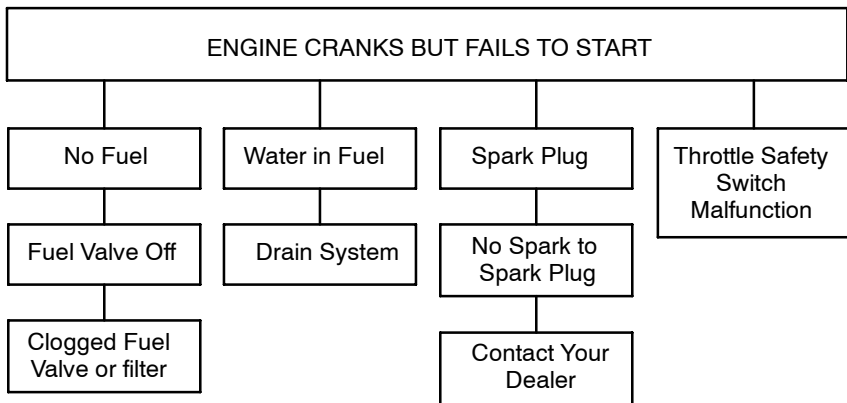 ENGINE CRANKS BUT FAILS TO START
No Fuel
Water in Fuel
Spark Plug
Throttle Safety
Switch
Malfunction
Fuel Valve Off
Drain System
No Spark to
Spark Plug
Clogged Fuel
Valve or filter
Contact Your
Dealer